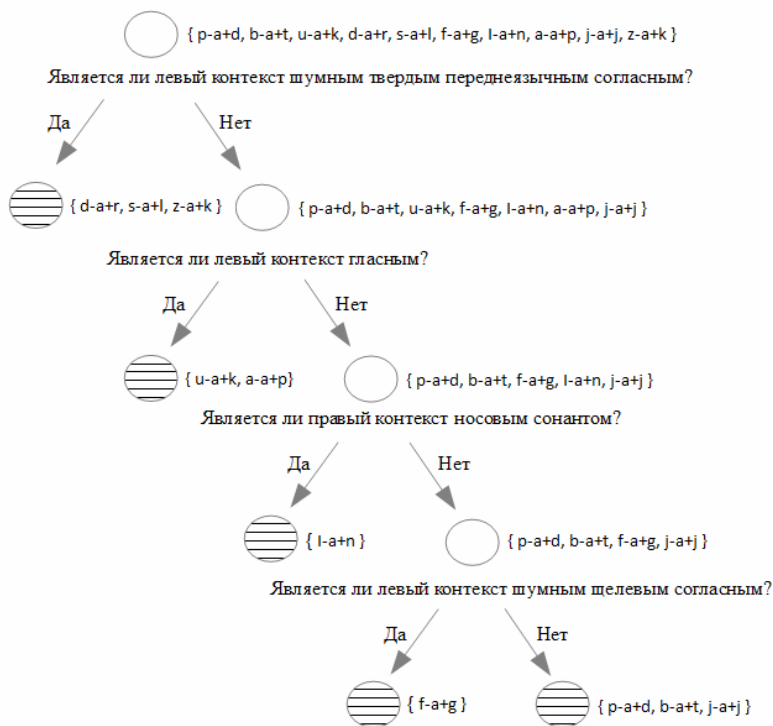 { p-a+d, b-a+t, u-a+k, d-a+r, s-a+l, f-a+g, l-a+n, a-a+p, j-a+j, z-a+k }
Является ли левый контекст шумным твердым переднеязычным согласным?
Да Нет
{ d-a+r, s-a+l, z-a+k } { p-a+d, b-a+t, u-a+k, f-a+g, l-a+n, a-a+p, j-a+j }
Является ли левый контекст гласным?
Да Нет
{ u-a+k, a-a+p} { p-a+d, b-a+t, f-a+g, l-a+n, j-a+j }
Является ли правый контекст носовым сонантом?
Да Нет
{ l-a+n } { p-a+d, b-a+t, f-a+g, j-a+j }
Является ли левый контекст шумным щелевым согласным?
Да Нет
{ f-a+g } { p-a+d, b-a+t, j-a+j }